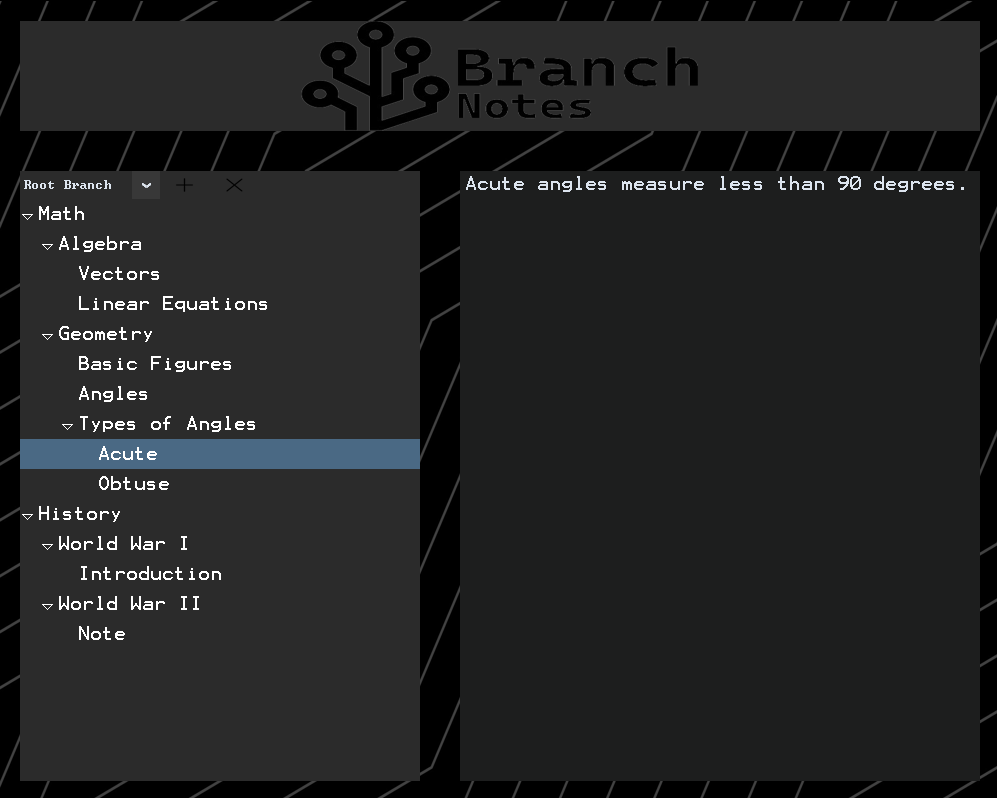 Branch
Notes
Root Branch
Math
Algebra
Vectors
Linear Equations
Geometry
Basic Figures
Angles
Types of Angles
Acute
Obtuse
History
World War I
Introduction
World War II
Note
Acute angles measure less than 90 degrees.